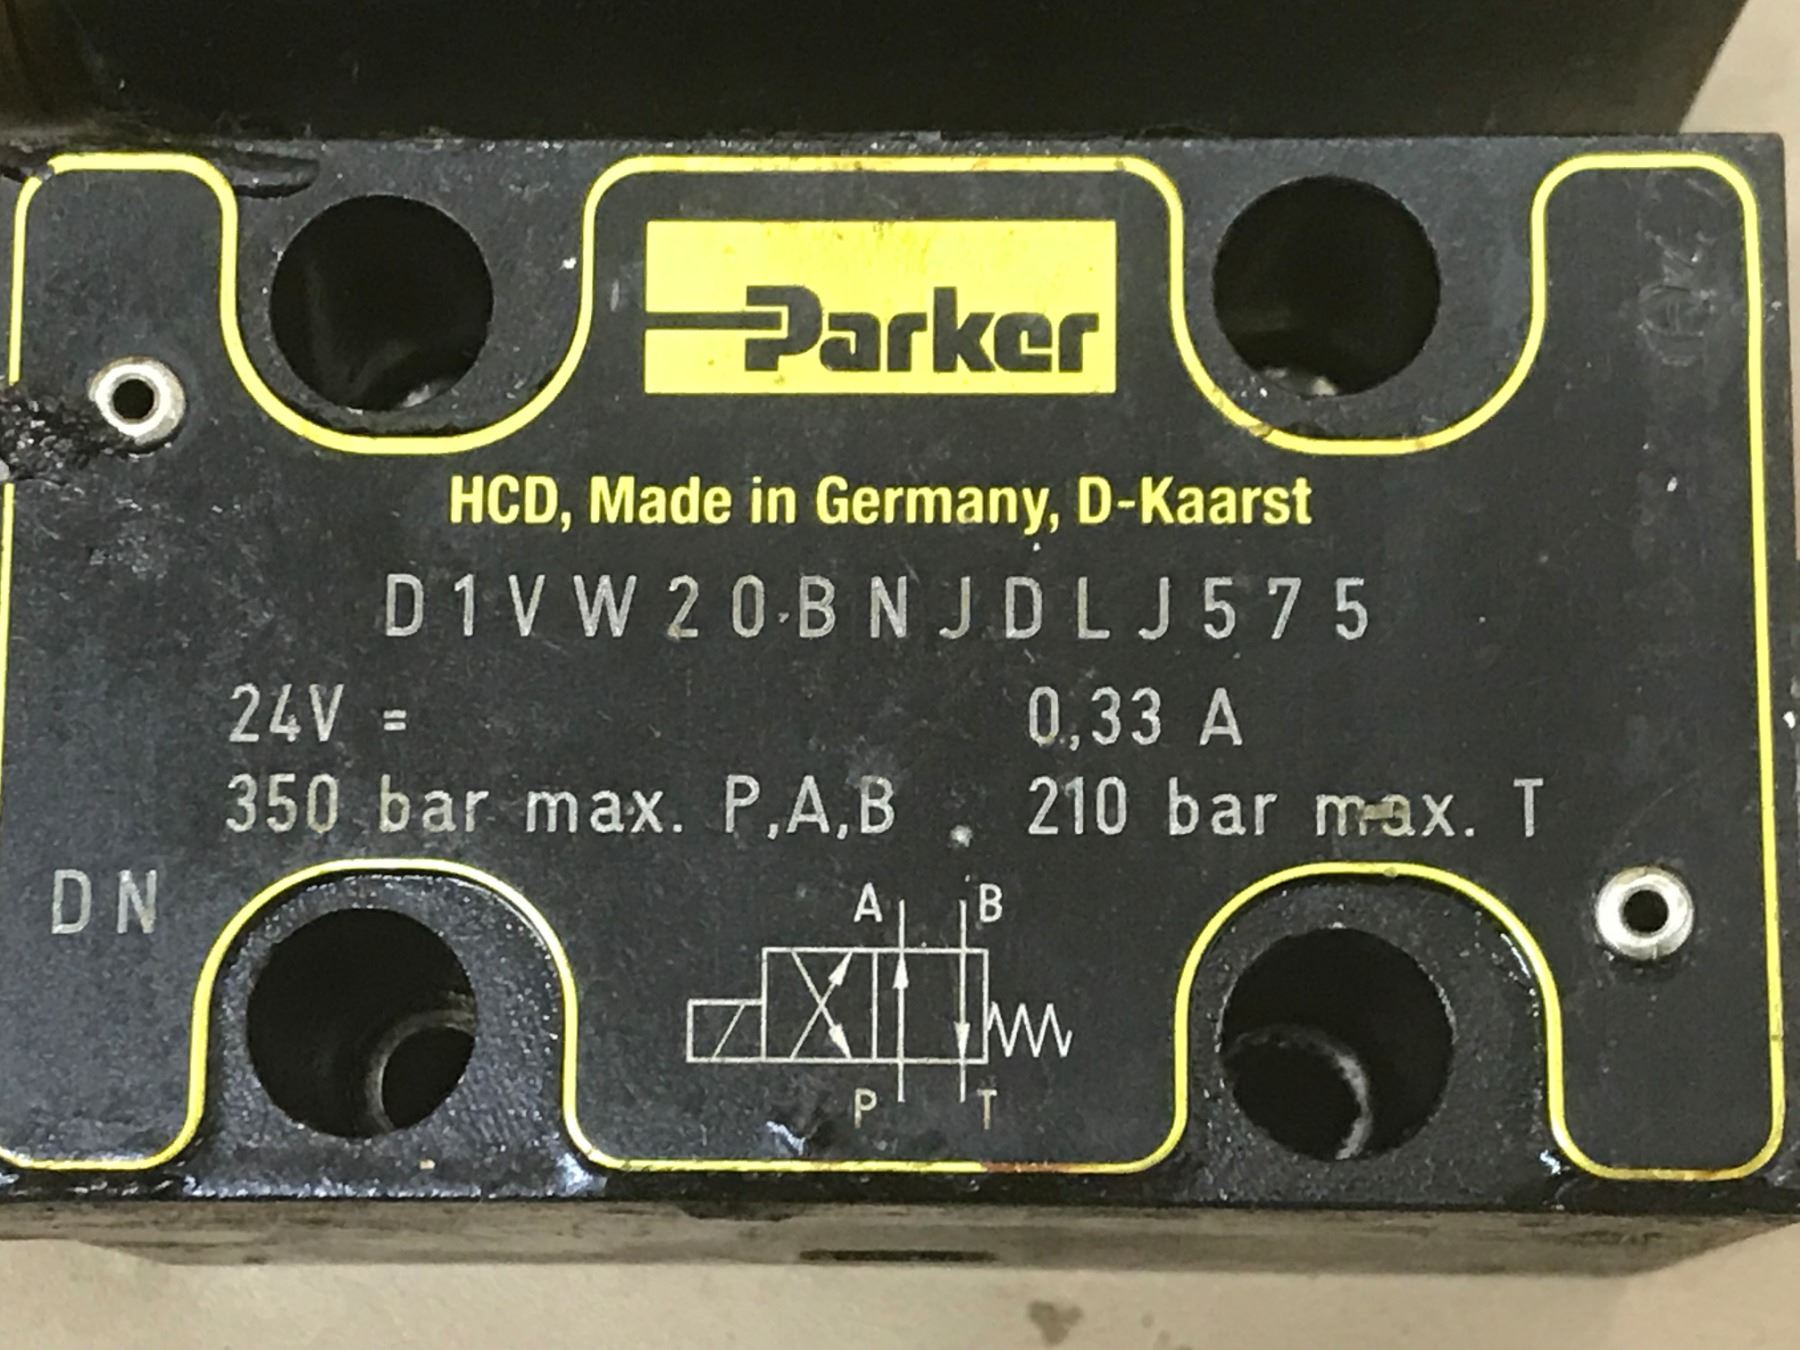 Parker
HCD, Made in Germany, D-Kaarst
D1VW20BNJDLJ575
24V = 0,33 A
350 bar max. P,A,B 210 bar max. T
DN
A B
P T